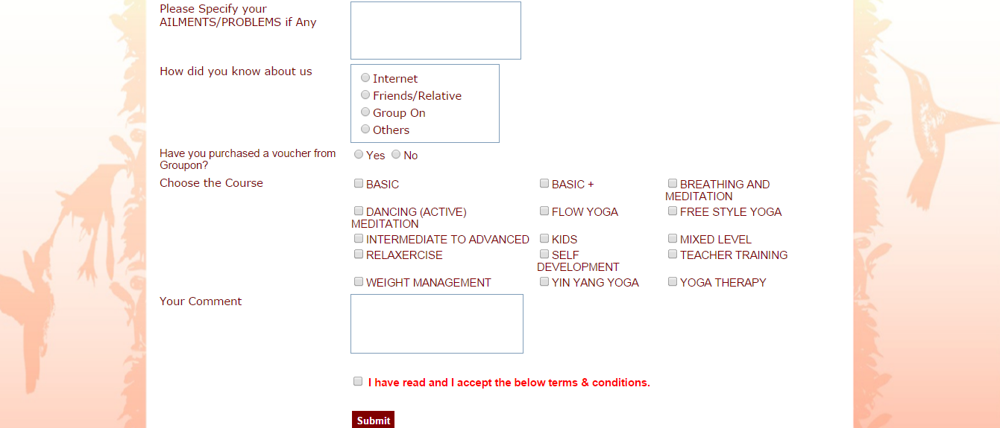 Please Specify your
AILMENTS/PROBLEMS if Any
How did you know about us
Internet
Friends/Relative
Group On
Others
Have you purchased a voucher from
Groupon?
Yes No
Choose the Course
BASIC
BASIC +
BREATHING AND
MEDITATION
DANCING (ACTIVE)
MEDITATION
FLOW YOGA
FREE STYLE YOGA
INTERMEDIATE TO ADVANCED
KIDS
MIXED LEVEL
RELAXERCISE
SELF
DEVELOPMENT
TEACHER TRAINING
WEIGHT MANAGEMENT
YIN YANG YOGA
YOGA THERAPY
Your Comment
I have read and I accept the below terms & conditions.
Submit